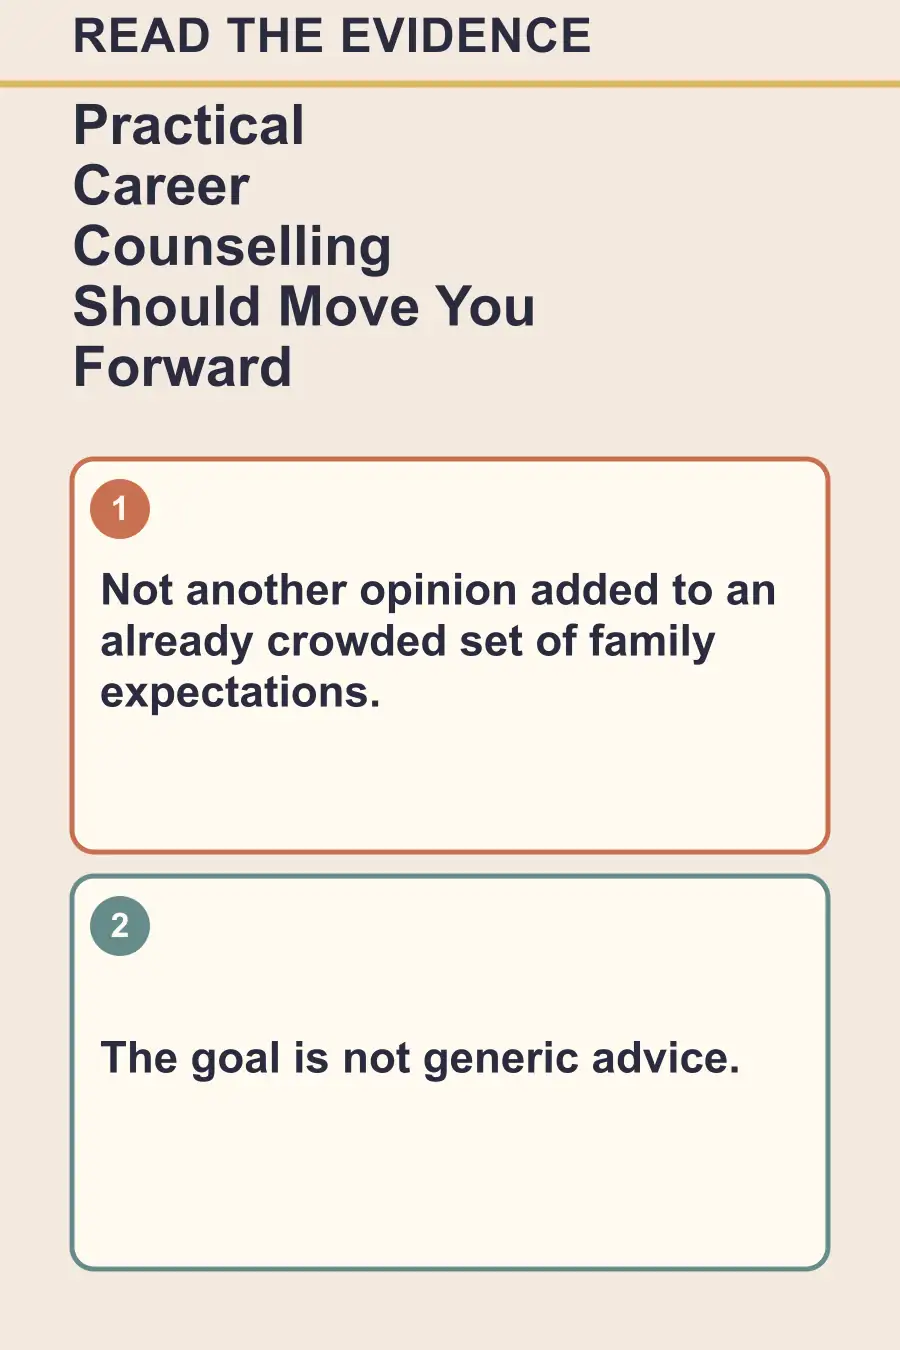 READ THE EVIDENCE
Practical
Career
Counselling
Should Move You
Forward
1
Not another opinion added to an
already crowded set of family
expectations.
2
The goal is not generic advice.